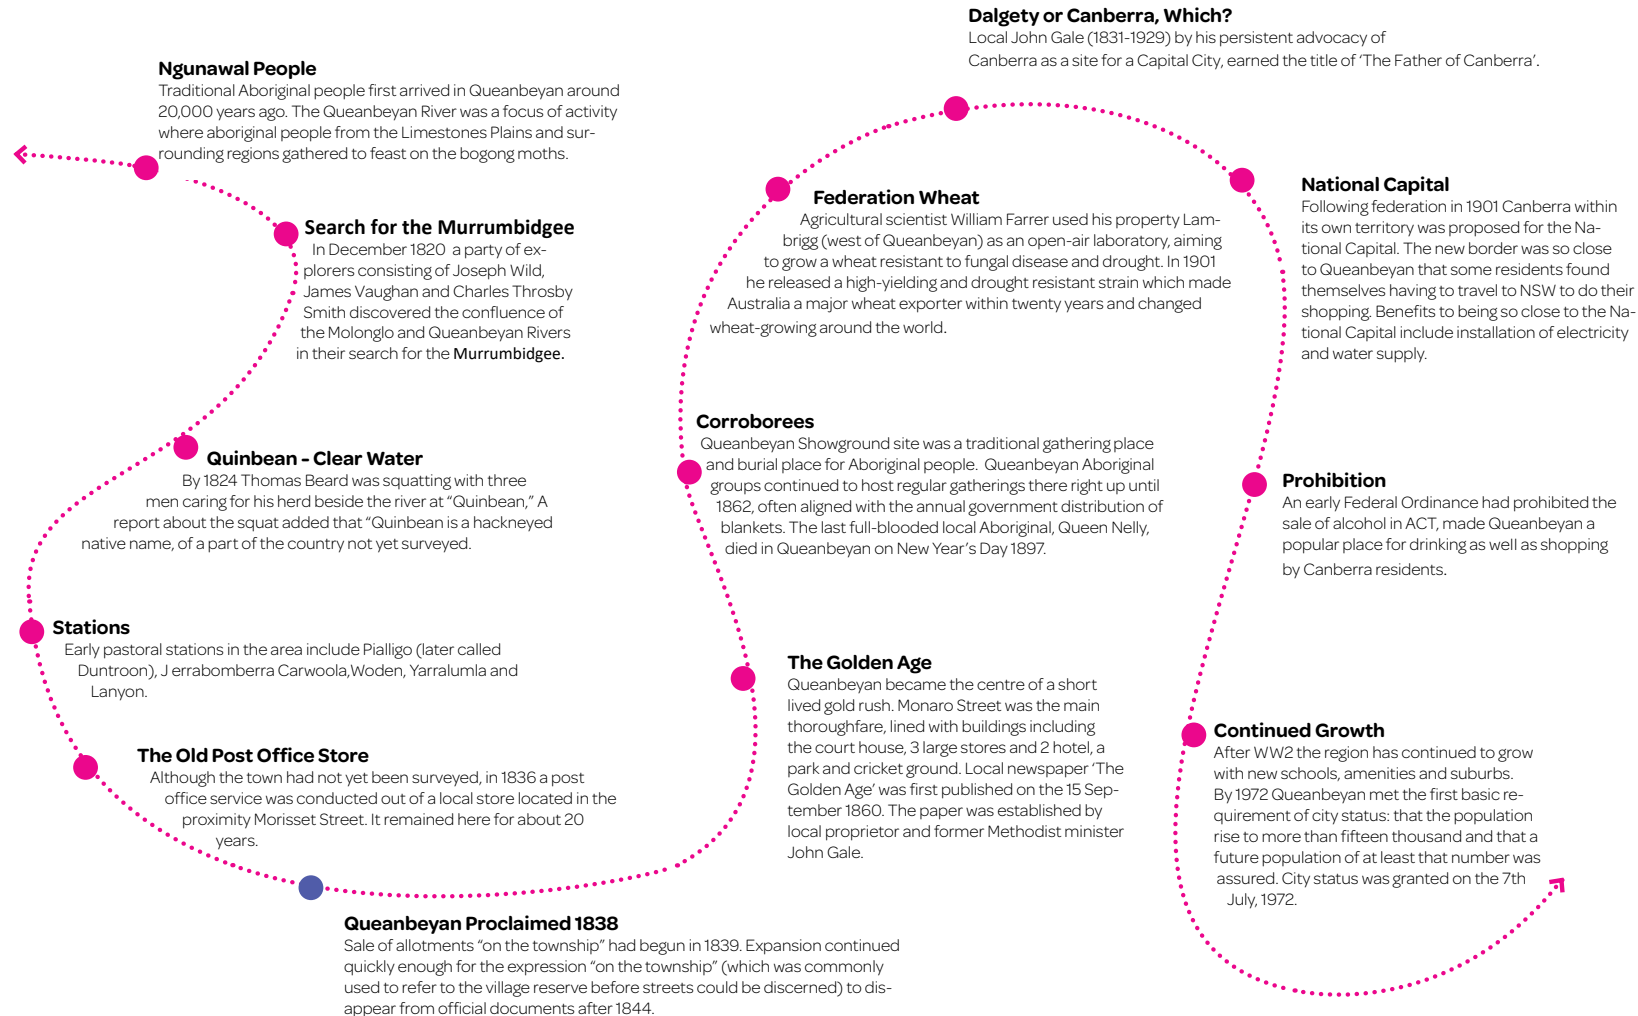 Ngunawal People
Traditional Aboriginal people first arrived in Queanbeyan around
20,000 years ago. The Queanbeyan River was a focus of activity
where aboriginal people from the Limestones Plains and sur-
rounding regions gathered to feast on the bogong moths.
Search for the Murrumbidgee
In December 1820 a party of ex-
plorers consisting of Joseph Wild,
James Vaughan and Charles Throsby
Smith discovered the confluence of
the Molonglo and Queanbeyan Rivers
in their search for the Murrumbidgee.
Quinbean - Clear Water
By 1824 Thomas Beard was squatting with three
men caring for his herd beside the river at “Quinbean,” A
report about the squat added that “Quinbean is a hackneyed
native name, of a part of the country not yet surveyed.
Stations
Early pastoral stations in the area include Pialligo (later called
Duntroon), J errabomberra Carwoola,Woden, Yarralumla and
Lanyon.
The Old Post Office Store
Although the town had not yet been surveyed, in 1836 a post
office service was conducted out of a local store located in the
proximity Morisset Street. It remained here for about 20
years.
Queanbeyan Proclaimed 1838
Sale of allotments “on the township” had begun in 1839. Expansion continued
quickly enough for the expression “on the township” (which was commonly
used to refer to the village reserve before streets could be discerned) to dis-
appear from official documents after 1844.
The Golden Age
Queanbeyan became the centre of a short
lived gold rush. Monaro Street was the main
thoroughfare, lined with buildings including
the court house, 3 large stores and 2 hotel, a
park and cricket ground. Local newspaper ‘The
Golden Age’ was first published on the 15 Sep-
tember 1860. The paper was established by
local proprietor and former Methodist minister
John Gale.
Corroborees
Queanbeyan Showground site was a traditional gathering place
and burial place for Aboriginal people. Queanbeyan Aboriginal
groups continued to host regular gatherings there right up until
1862, often aligned with the annual government distribution of
blankets. The last full-blooded local Aboriginal, Queen Nelly,
died in Queanbeyan on New Year’s Day 1897.
Federation Wheat
Agricultural scientist William Farrer used his property Lam-
brigg (west of Queanbeyan) as an open-air laboratory, aiming
to grow a wheat resistant to fungal disease and drought. In 1901
he released a high-yielding and drought resistant strain which made
Australia a major wheat exporter within twenty years and changed
wheat-growing around the world.
Dalgety or Canberra, Which?
Local John Gale (1831-1929) by his persistent advocacy of
Canberra as a site for a Capital City, earned the title of ‘The Father of Canberra’.
National Capital
Following federation in 1901 Canberra within
its own territory was proposed for the Na-
tional Capital. The new border was so close
to Queanbeyan that some residents found
themselves having to travel to NSW to do their
shopping. Benefits to being so close to the Na-
tional Capital include installation of electricity
and water supply.
Prohibition
An early Federal Ordinance had prohibited the
sale of alcohol in ACT, made Queanbeyan a
popular place for drinking as well as shopping
by Canberra residents.
Continued Growth
After WW2 the region has continued to grow
with new schools, amenities and suburbs.
By 1972 Queanbeyan met the first basic re-
quirement of city status: that the population
rise to more than fifteen thousand and that a
future population of at least that number was
assured. City status was granted on the 7th
July, 1972.